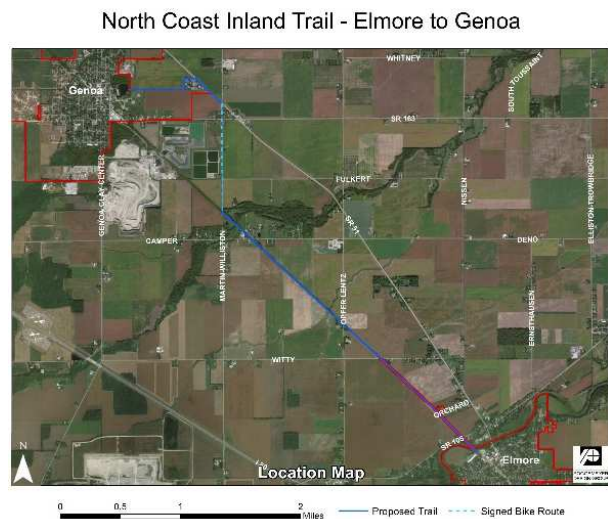 North Coast Inland Trail - Elmore to Genoa
WHITNEY
Genoa
SOUTH TOUSSAINT
SR 163
GENOA CLAY CENTER
FULKERT
NISSEN
ELLISTON-TROWBRIDGE
SR 51
CAMPER
MARTIN-WILLISTON
DENO
OPFER LENTZ
ERNSTHAUSEN
WITTY
ORCHARD
SR 105
Elmore
N
Location Map
0 0.5 1 2
Miles
Proposed Trail
Signed Bike Route